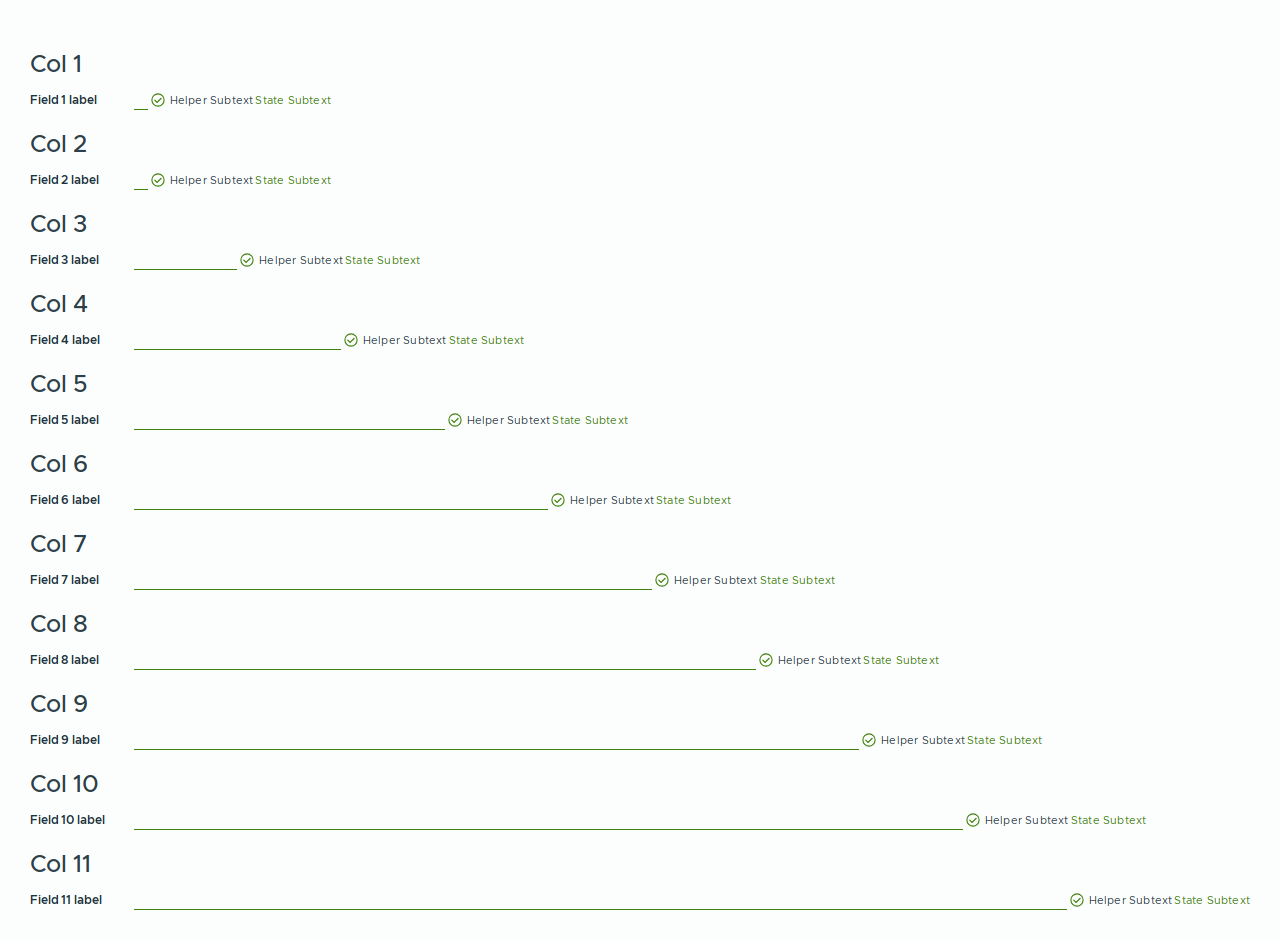 Col 1
Field 1 label Helper Subtext State Subtext
Col 2
Field 2 label Helper Subtext State Subtext
Col 3
Field 3 label Helper Subtext State Subtext
Col 4
Field 4 label Helper Subtext State Subtext
Col 5
Field 5 label Helper Subtext State Subtext
Col 6
Field 6 label Helper Subtext State Subtext
Col 7
Field 7 label Helper Subtext State Subtext
Col 8
Field 8 label Helper Subtext State Subtext
Col 9
Field 9 label Helper Subtext State Subtext
Col 10
Field 10 label Helper Subtext State Subtext
Col 11
Field 11 label Helper Subtext State Subtext